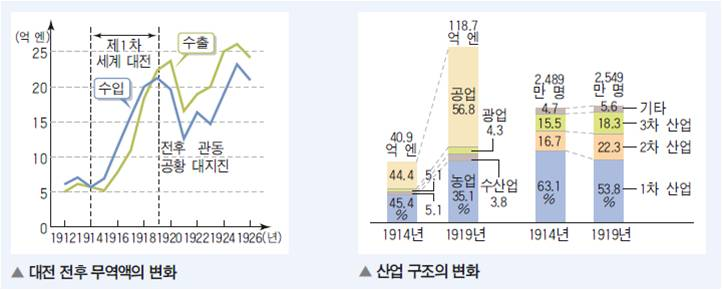 (억 엔)
25
20
15
10
5
0
제1차
세계 대전
수출
수입
전후 관동
공황 대지진
1912 1914 1916 1918 1920 1922 1924 1926(년)
▲ 대전 전후 무역액의 변화
118.7
억 엔
공업
56.8
광업
4.3
40.9
억 엔
44.4
5.1
농업
35.1
%
수산업
3.8
45.4
%
5.1
1914년
1919년
2,489
만 명
2,549
만 명
4.7
5.6
기타
15.5
18.3
3차 산업
16.7
22.3
2차 산업
63.1
%
53.8
%
1차 산업
1914년
1919년
▲ 산업 구조의 변화